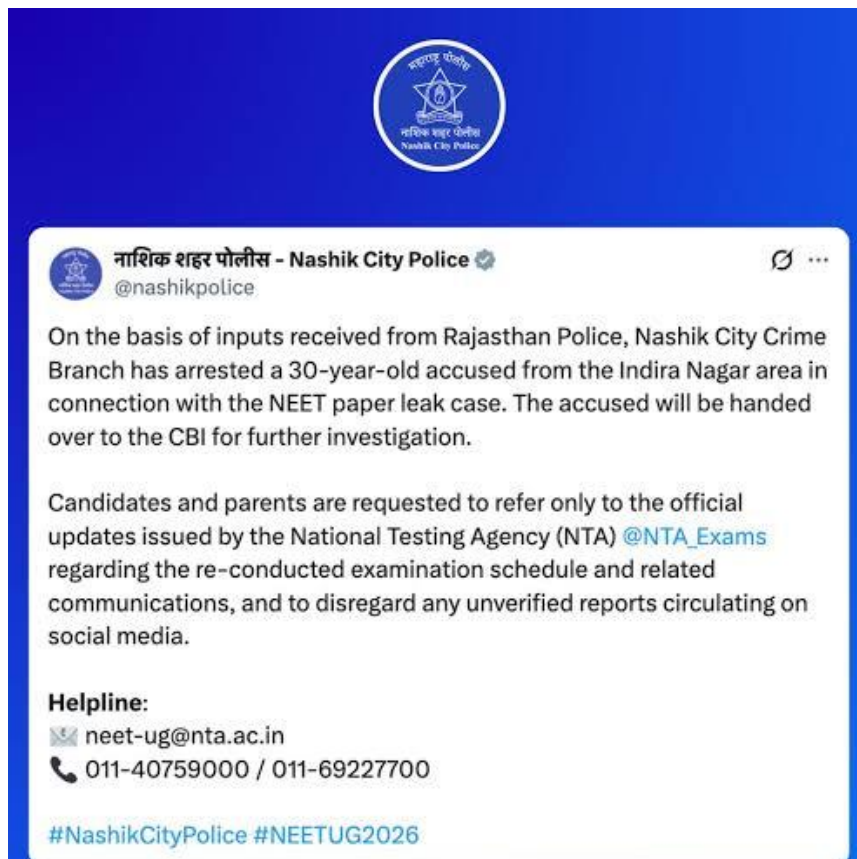 महाराष्ट्र पोलीस
नाशिक शहर पोलीस
Nashik City Police
नाशिक शहर पोलीस - Nashik City Police
@nashikpolice
On the basis of inputs received from Rajasthan Police, Nashik City Crime
Branch has arrested a 30-year-old accused from the Indira Nagar area in
connection with the NEET paper leak case. The accused will be handed
over to the CBI for further investigation.
Candidates and parents are requested to refer only to the official
updates issued by the National Testing Agency (NTA) @NTA_Exams
regarding the re-conducted examination schedule and related
communications, and to disregard any unverified reports circulating on
social media.
Helpline:
neet-ug@nta.ac.in
011-40759000 / 011-69227700
#NashikCityPolice #NEETUG2026